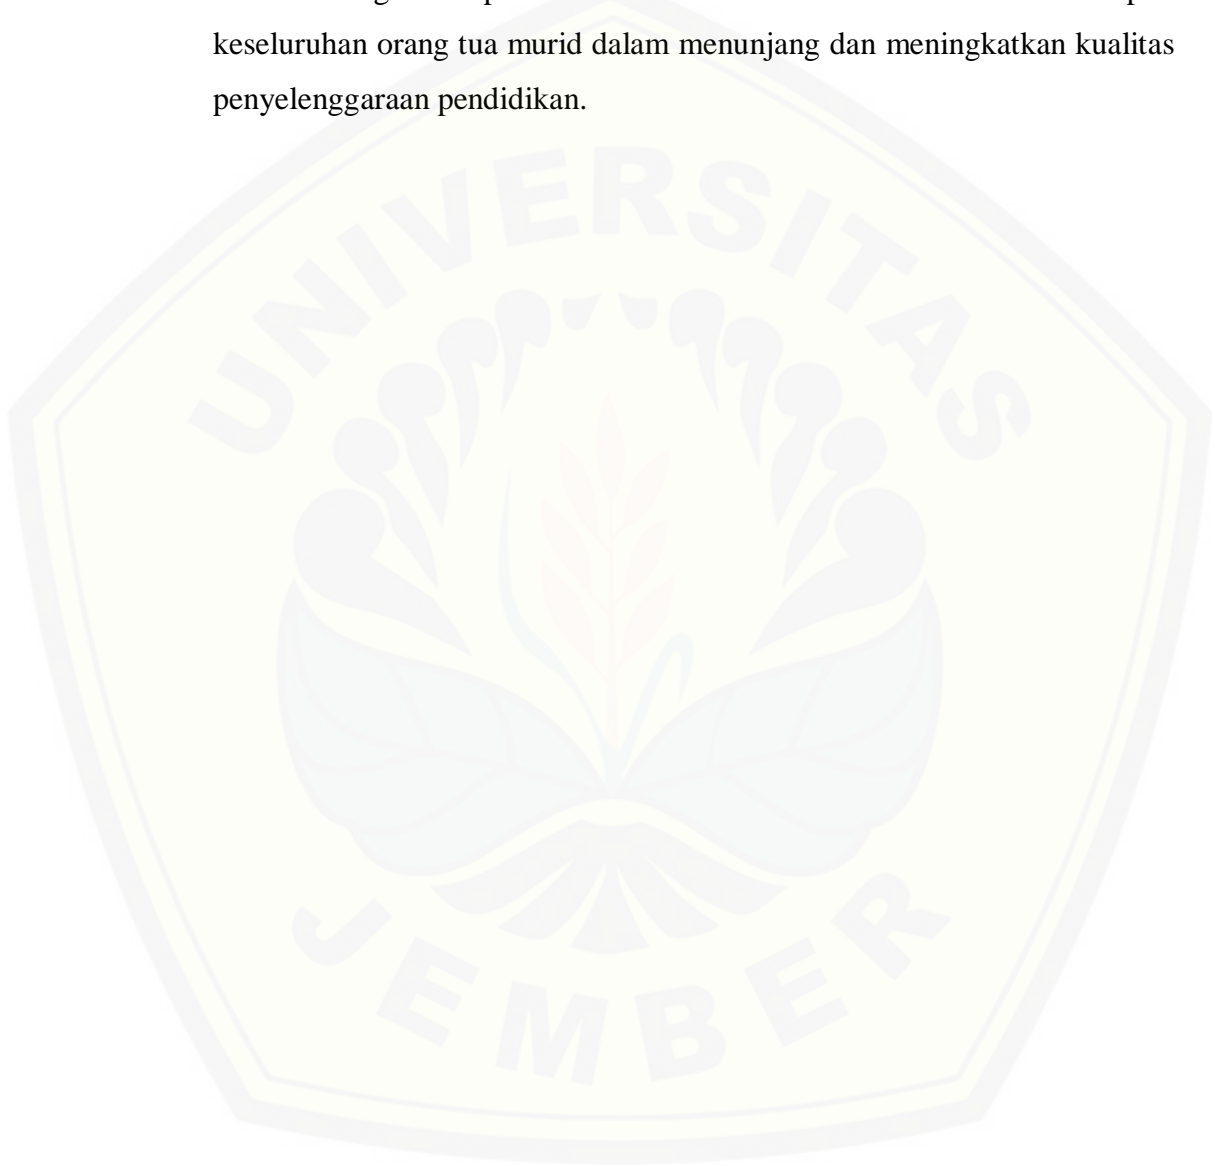 keseluruhan orang tua murid dalam menunjang dan meningkatkan kualitas
penyelenggaraan pendidikan.
UNIVERSITAS
JEMBER